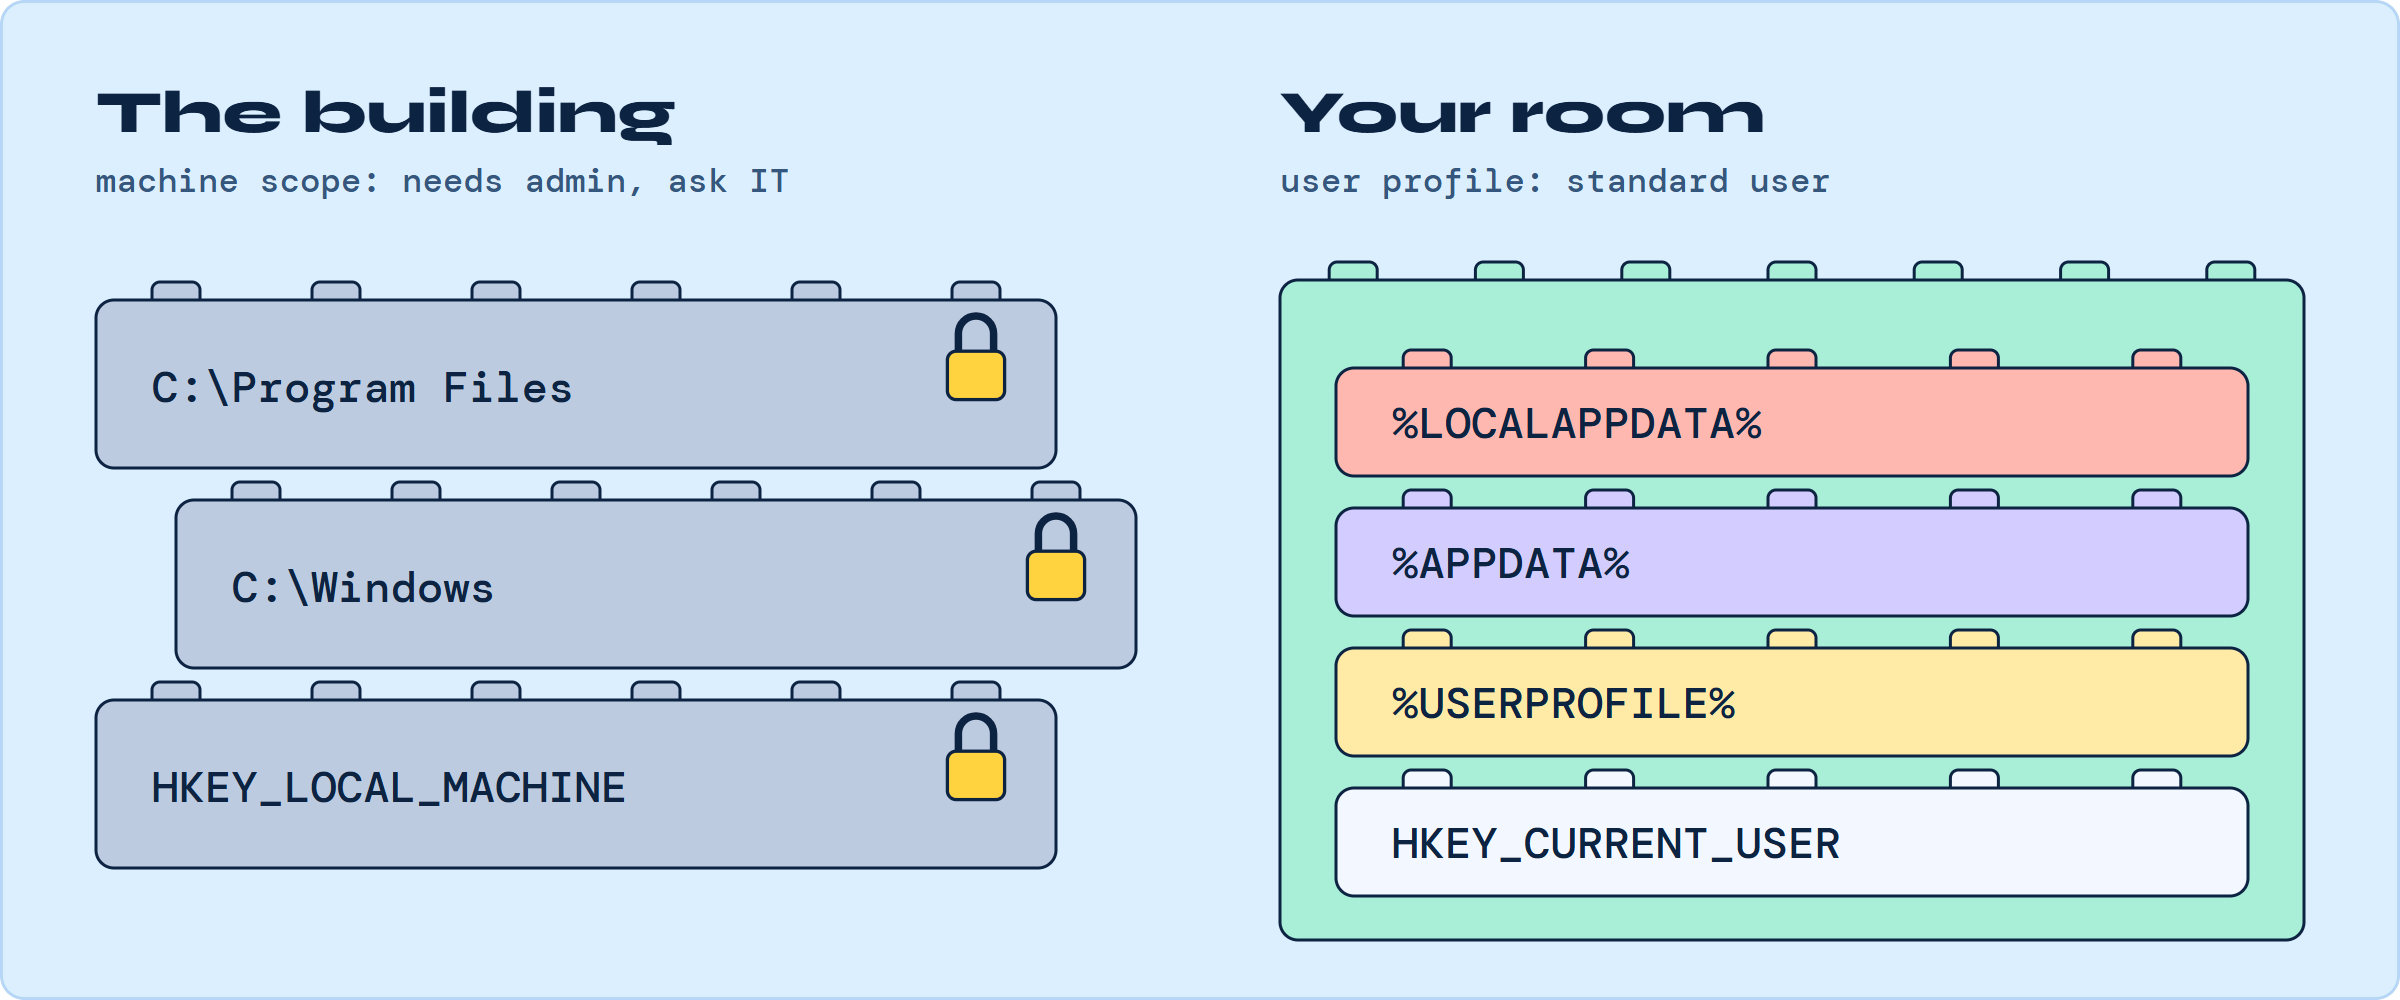 The building
machine scope: needs admin, ask IT
C:\Program Files
C:\Windows
HKEY_LOCAL_MACHINE
Your room
user profile: standard user
%LOCALAPPDATA%
%APPDATA%
%USERPROFILE%
HKEY_CURRENT_USER